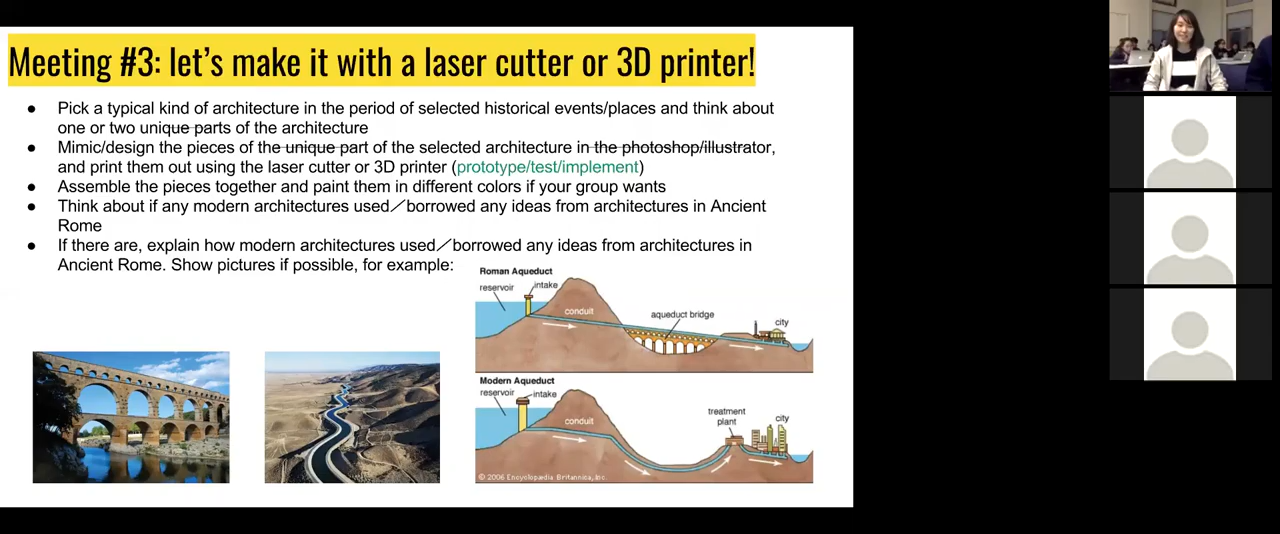 Meeting #3: let's make it with a laser cutter or 3D printer!
● Pick a typical kind of architecture in the period of selected historical events/places and think about
one or two unique parts of the architecture
● Mimic/design the pieces of the unique part of the selected architecture in the photoshop/illustrator,
and print them out using the laser cutter or 3D printer (prototype/test/implement)
● Assemble the pieces together and paint them in different colors if your group wants
● Think about if any modern architectures used／borrowed any ideas from architectures in Ancient
Rome
● If there are, explain how modern architectures used／borrowed any ideas from architectures in
Ancient Rome. Show pictures if possible, for example:
Roman Aqueduct
reservoir
intake
conduit
aqueduct bridge
city
Modern Aqueduct
reservoir
intake
conduit
treatment
plant
city
© 2006 Encyclopædia Britannica, Inc.